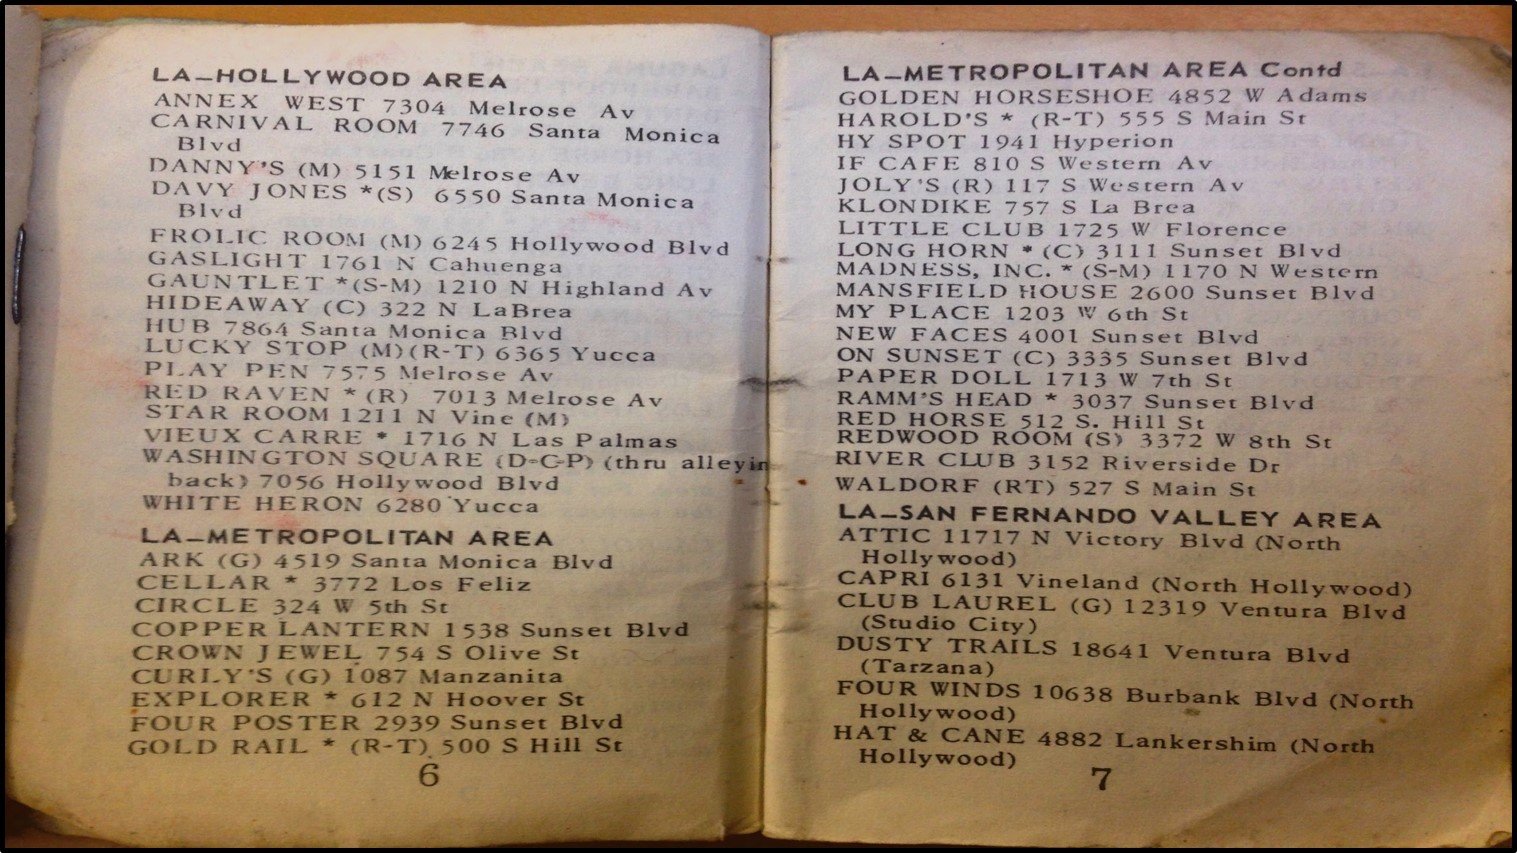 LA—HOLLYWOOD AREA
ANNEX WEST 7304 Melrose Av
CARNIVAL ROOM 7746 Santa Monica
Blvd
DANNY'S (M) 5151 Melrose Av
DAVY JONES *(S) 6550 Santa Monica
Blvd
FROLIC ROOM (M) 6245 Hollywood Blvd
GASLIGHT 1761 N Cahuenga
GAUNTLET *(S-M) 1210 N Highland Av
HIDEAWAY (C) 322 N LaBrea
HUB 7864 Santa Monica Blvd
LUCKY STOP (M)(R-T) 6365 Yucca
PLAY PEN 7575 Melrose Av
RED RAVEN * (R) 7013 Melrose Av
STAR ROOM 1211 N Vine (M)
VIEUX CARRE * 1716 N Las Palmas
WASHINGTON SQUARE (D-C-P) (thru alleyin
back) 7056 Hollywood Blvd
WHITE HERON 6280 Yucca
LA—METROPOLITAN AREA
ARK (G) 4519 Santa Monica Blvd
CELLAR * 3772 Los Feliz
CIRCLE 324 W 5th St
COPPER LANTERN 1538 Sunset Blvd
CROWN JEWEL 754 S Olive St
CURLY'S (G) 1087 Manzanita
EXPLORER * 612 N Hoover St
FOUR POSTER 2939 Sunset Blvd
GOLD RAIL * (R-T) 500 S Hill St
6
LA—METROPOLITAN AREA Contd
GOLDEN HORSESHOE 4852 W Adams
HAROLD'S * (R-T) 555 S Main St
HY SPOT 1941 Hyperion
IF CAFE 810 S Western Av
JOLY'S (R) 117 S Western Av
KLONDIKE 757 S La Brea
LITTLE CLUB 1725 W Florence
LONG HORN * (C) 3111 Sunset Blvd
MADNESS, INC. * (S-M) 1170 N Western
MANSFIELD HOUSE 2600 Sunset Blvd
MY PLACE 1203 W 6th St
NEW FACES 4001 Sunset Blvd
ON SUNSET (C) 3335 Sunset Blvd
PAPER DOLL 1713 W 7th St
RAMM'S HEAD * 3037 Sunset Blvd
RED HORSE 512 S. Hill St
REDWOOD ROOM (S) 3372 W 8th St
RIVER CLUB 3152 Riverside Dr
WALDORF (RT) 527 S Main St
LA—SAN FERNANDO VALLEY AREA
ATTIC 11717 N Victory Blvd (North
Hollywood)
CAPRI 6131 Vineland (North Hollywood)
CLUB LAUREL (G) 12319 Ventura Blvd
(Studio City)
DUSTY TRAILS 18641 Ventura Blvd
(Tarzana)
FOUR WINDS 10638 Burbank Blvd (North
Hollywood)
HAT & CANE 4882 Lankershim (North
Hollywood)
7